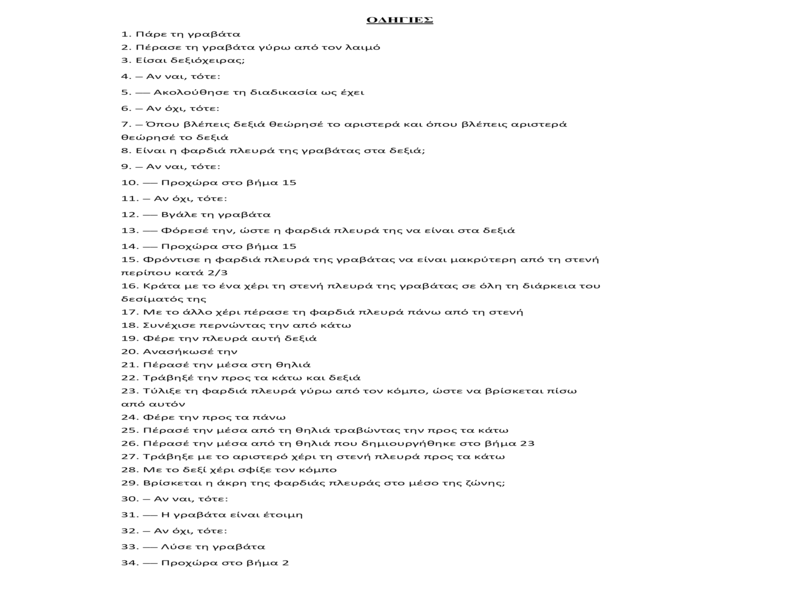 ΟΔΗΓΙΕΣ
1. Πάρε τη γραβάτα
2. Πέρασε τη γραβάτα γύρω από τον λαιμό
3. Είσαι δεξιόχειρας;
4. – Αν ναι, τότε:
5. –– Ακολούθησε τη διαδικασία ως έχει
6. – Αν όχι, τότε:
7. – Όπου βλέπεις δεξιά θεώρησέ το αριστερά και όπου βλέπεις αριστερά
θεώρησέ το δεξιά
8. Είναι η φαρδιά πλευρά της γραβάτας στα δεξιά;
9. – Αν ναι, τότε:
10. –– Προχώρα στο βήμα 15
11. – Αν όχι, τότε:
12. –– Βγάλε τη γραβάτα
13. –– Φόρεσέ την, ώστε η φαρδιά πλευρά της να είναι στα δεξιά
14. –– Προχώρα στο βήμα 15
15. Φρόντισε η φαρδιά πλευρά της γραβάτας να είναι μακρύτερη από τη στενή
περίπου κατά 2/3
16. Κράτα με το ένα χέρι τη στενή πλευρά της γραβάτας σε όλη τη διάρκεια του
δεσίματός της
17. Με το άλλο χέρι πέρασε τη φαρδιά πλευρά πάνω από τη στενή
18. Συνέχισε περνώντας την από κάτω
19. Φέρε την πλευρά αυτή δεξιά
20. Ανασήκωσέ την
21. Πέρασέ την μέσα στη θηλιά
22. Τράβηξέ την προς τα κάτω και δεξιά
23. Τύλιξε τη φαρδιά πλευρά γύρω από τον κόμπο, ώστε να βρίσκεται πίσω
από αυτόν
24. Φέρε την προς τα πάνω
25. Πέρασέ την μέσα από τη θηλιά τραβώντας την προς τα κάτω
26. Πέρασέ την μέσα από τη θηλιά που δημιουργήθηκε στο βήμα 23
27. Τράβηξε με το αριστερό χέρι τη στενή πλευρά προς τα κάτω
28. Με το δεξί χέρι σφίξε τον κόμπο
29. Βρίσκεται η άκρη της φαρδιάς πλευράς στο μέσο της ζώνης;
30. – Αν ναι, τότε:
31. –– Η γραβάτα είναι έτοιμη
32. – Αν όχι, τότε:
33. –– Λύσε τη γραβάτα
34. –– Προχώρα στο βήμα 2